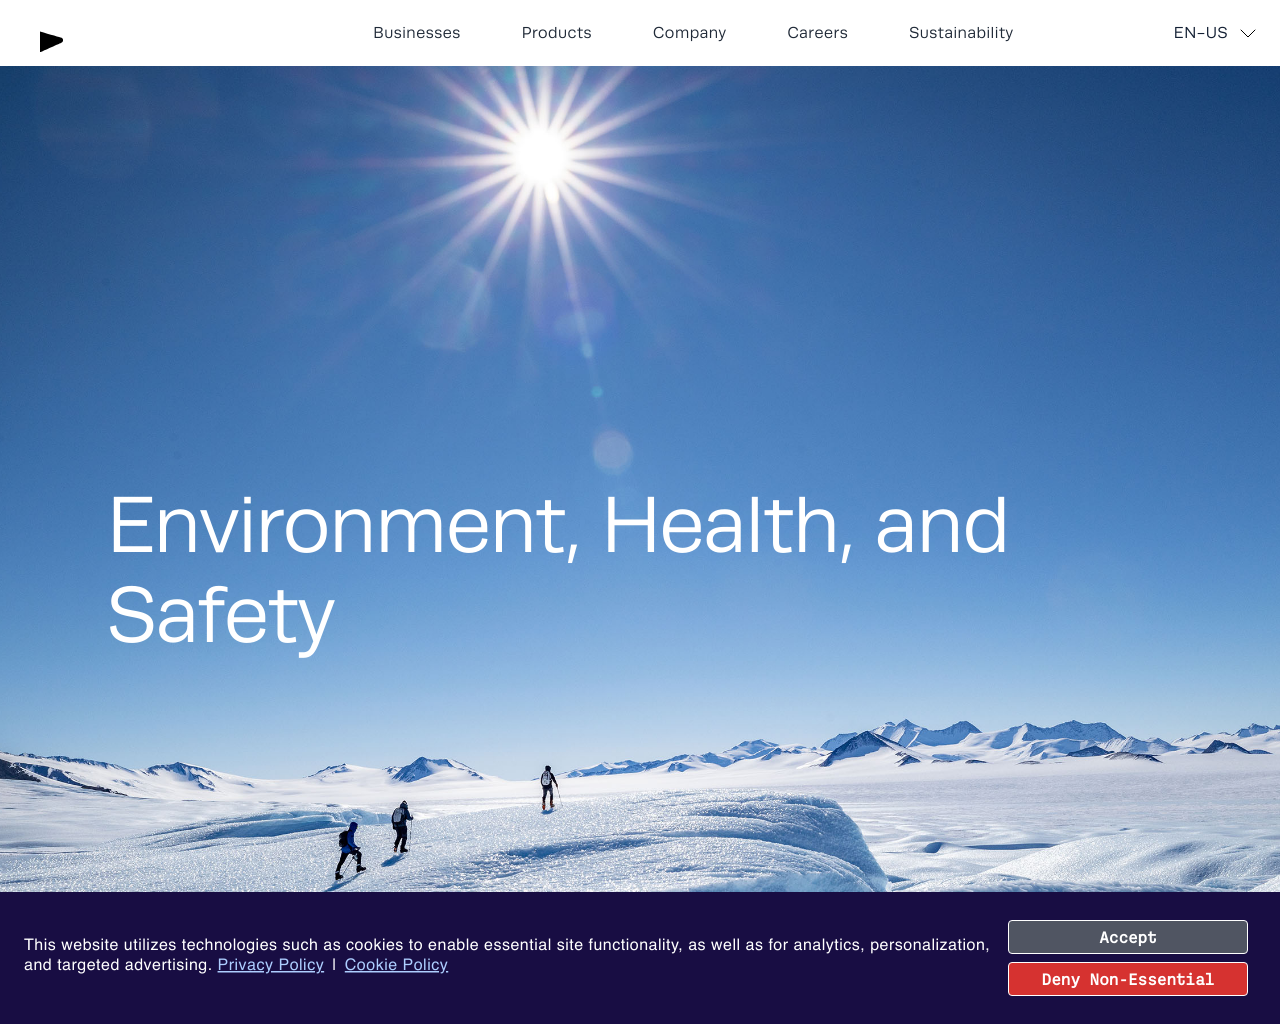 Businesses Products Company Careers Sustainability EN-US
Environment, Health, and
Safety
This website utilizes technologies such as cookies to enable essential site functionality, as well as for analytics, personalization,
and targeted advertising. Privacy Policy | Cookie Policy
Accept
Deny Non-Essential